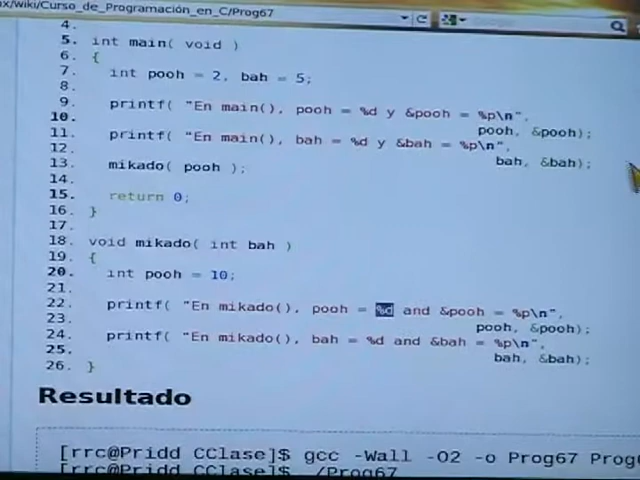 x/wiki/Curso_de_Programación_en_C/Prog67
4.
5. int main( void )
6. {
7. int pooh = 2, bah = 5;
8.
9. printf( "En main(), pooh = %d y &pooh = %p\n",
10. pooh, &pooh);
11. printf( "En main(), bah = %d y &bah = %p\n",
12. bah, &bah);
13. mikado( pooh );
14.
15. return 0;
16. }
17.
18. void mikado( int bah )
19. {
20. int pooh = 10;
21.
22. printf( "En mikado(), pooh = %d and &pooh = %p\n",
23. pooh, &pooh);
24. printf( "En mikado(), bah = %d and &bah = %p\n",
25. bah, &bah);
26. }
Resultado
[rrc@Pridd CClase]$ gcc -Wall -O2 -o Prog67 Prog6
[rrc@Pridd CClase]$ ./Prog67